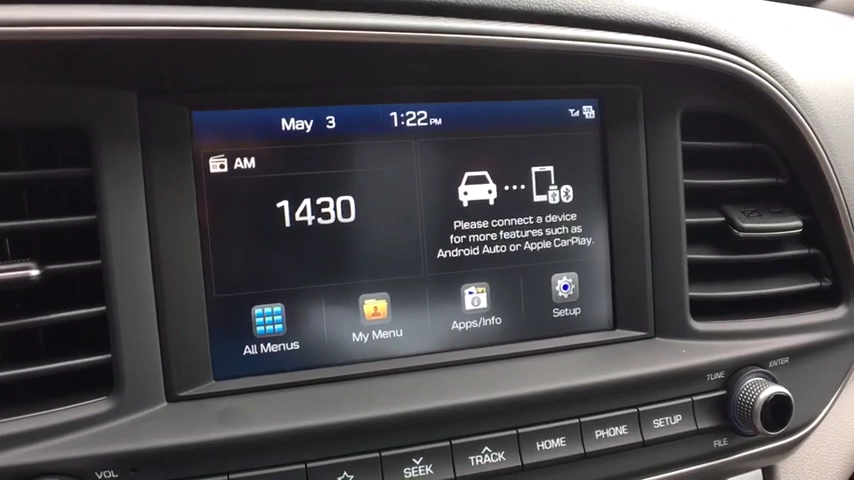 May 3 1:22 PM
AM
1430
Please connect a device
for more features such as
Android Auto or Apple CarPlay.
All Menus
My Menu
Apps/Info
Setup
TUNE
ENTER
VOL
SEEK
TRACK
HOME
PHONE
SETUP
FILE